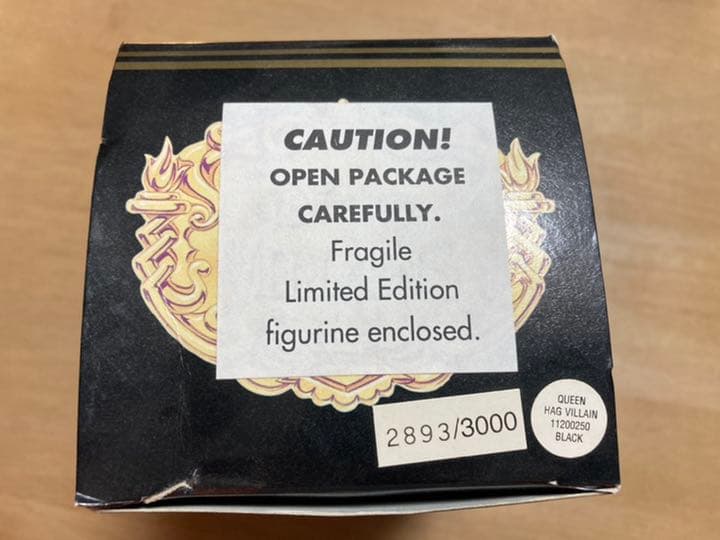 CAUTION!
OPEN PACKAGE
CAREFULLY.
Fragile
Limited Edition
figurine enclosed.
2893/3000
QUEEN
HAG VILLAIN
11200250
BLACK